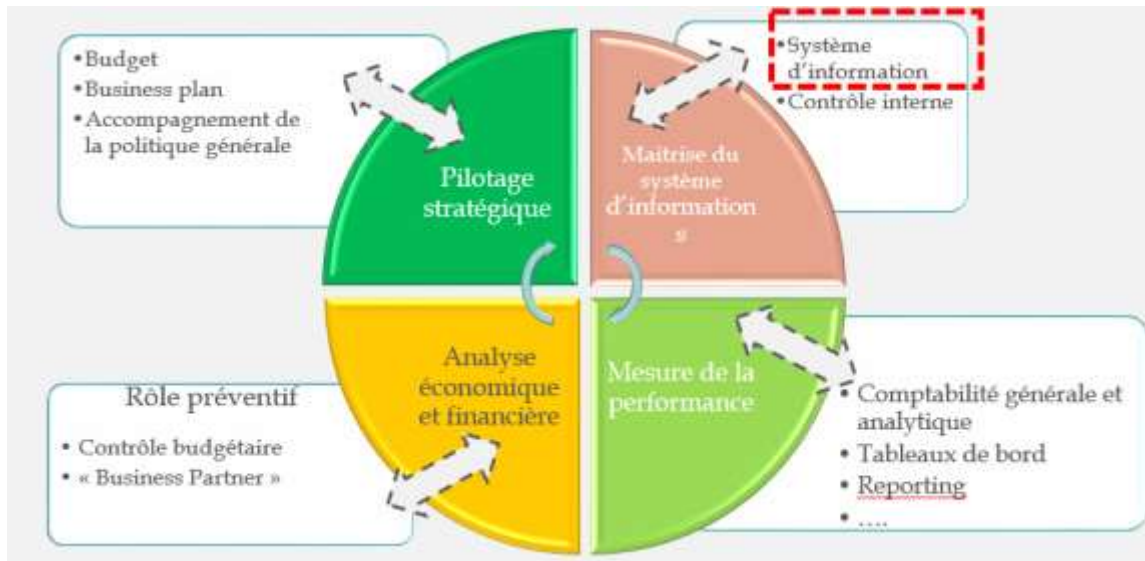 •Budget
•Business plan
•Accompagnement de
la politique générale
Pilotage
stratégique
•Système
d'information
•Contrôle interne
Maitrise du
système
d'information
s
Rôle préventif
• Contrôle budgétaire
• « Business Partner »
Analyse
économique
et financière
Mesure de la
performance
• Comptabilité générale et
analytique
• Tableaux de bord
• Reporting
• ….